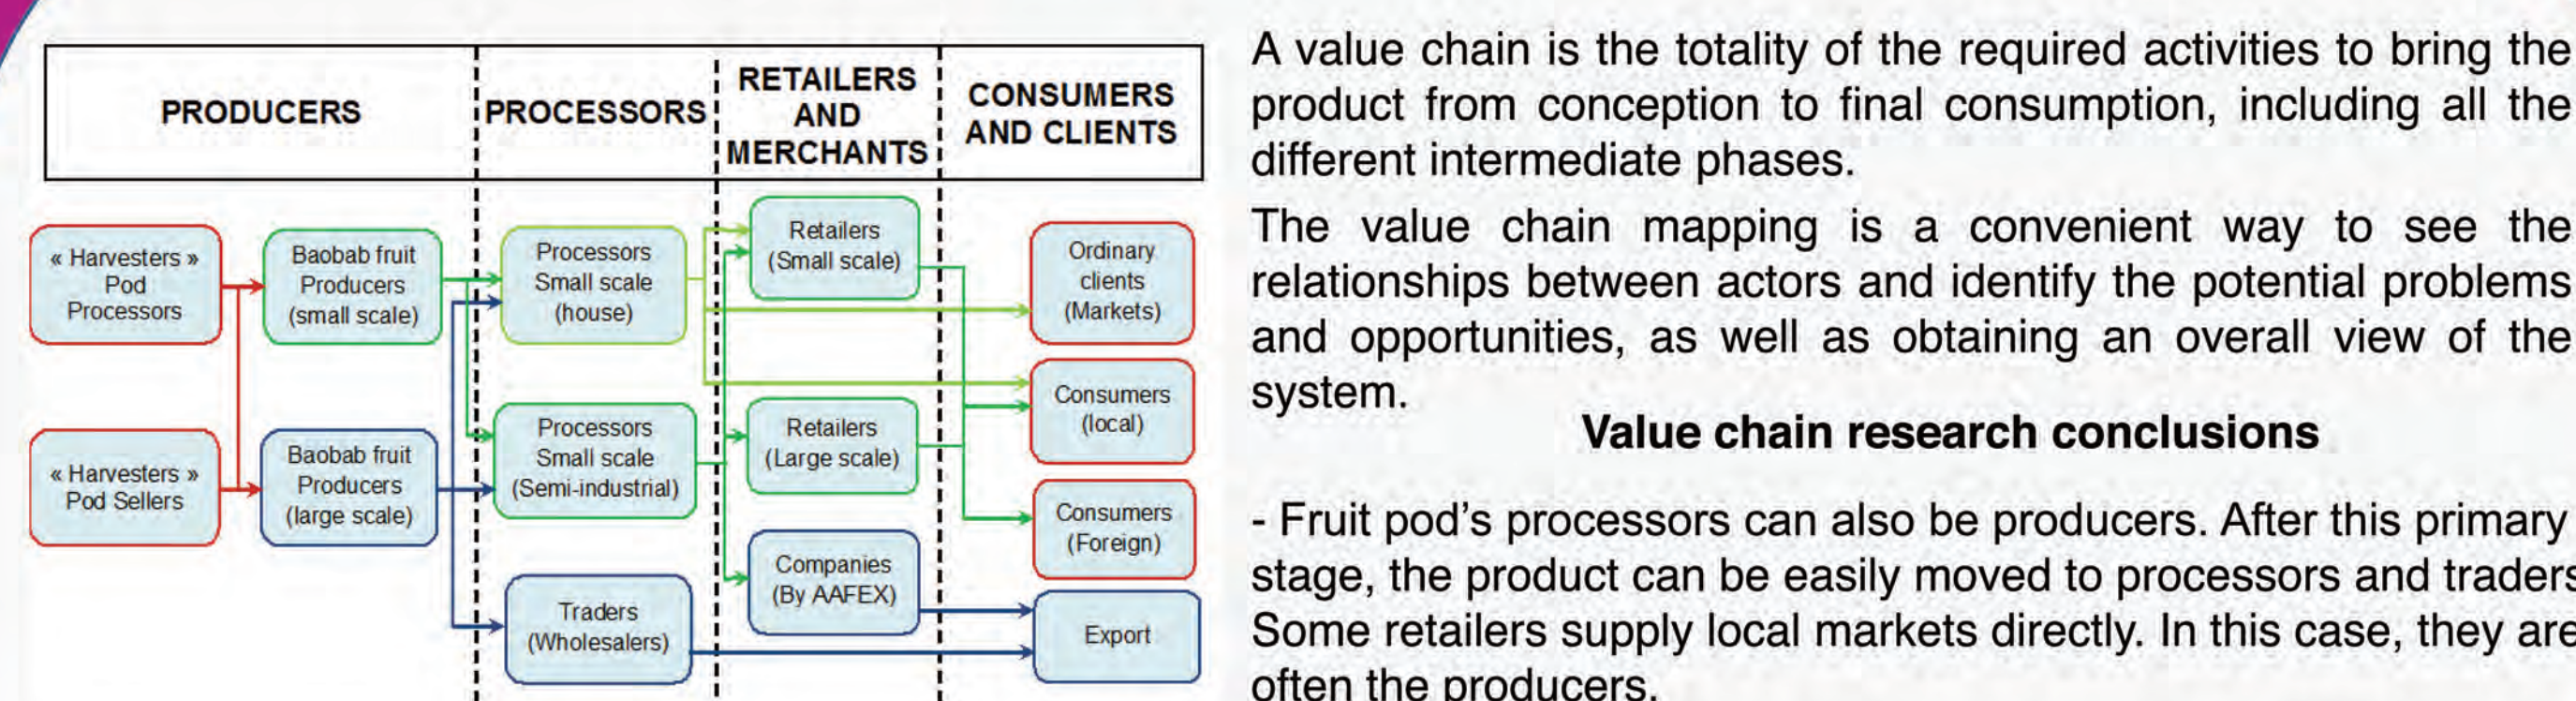 PRODUCERS
PROCESSORS
RETAILERS
AND
MERCHANTS
CONSUMERS
AND CLIENTS
« Harvesters »
Pod
Processors
Baobab fruit
Producers
(small scale)
Processors
Small scale
(house)
Retailers
(Small scale)
Ordinary
clients
(Markets)
« Harvesters »
Pod Sellers
Baobab fruit
Producers
(large scale)
Processors
Small scale
(Semi-industrial)
Retailers
(Large scale)
Consumers
(local)
Consumers
(Foreign)
Traders
(Wholesalers)
Companies
(By AAFEX)
Export
A value chain is the totality of the required activities to bring the
product from conception to final consumption, including all the
different intermediate phases.
The value chain mapping is a convenient way to see the
relationships between actors and identify the potential problems
and opportunities, as well as obtaining an overall view of the
system.
Value chain research conclusions
- Fruit pod's processors can also be producers. After this primary
stage, the product can be easily moved to processors and traders
Some retailers supply local markets directly. In this case, they are
often the producers.